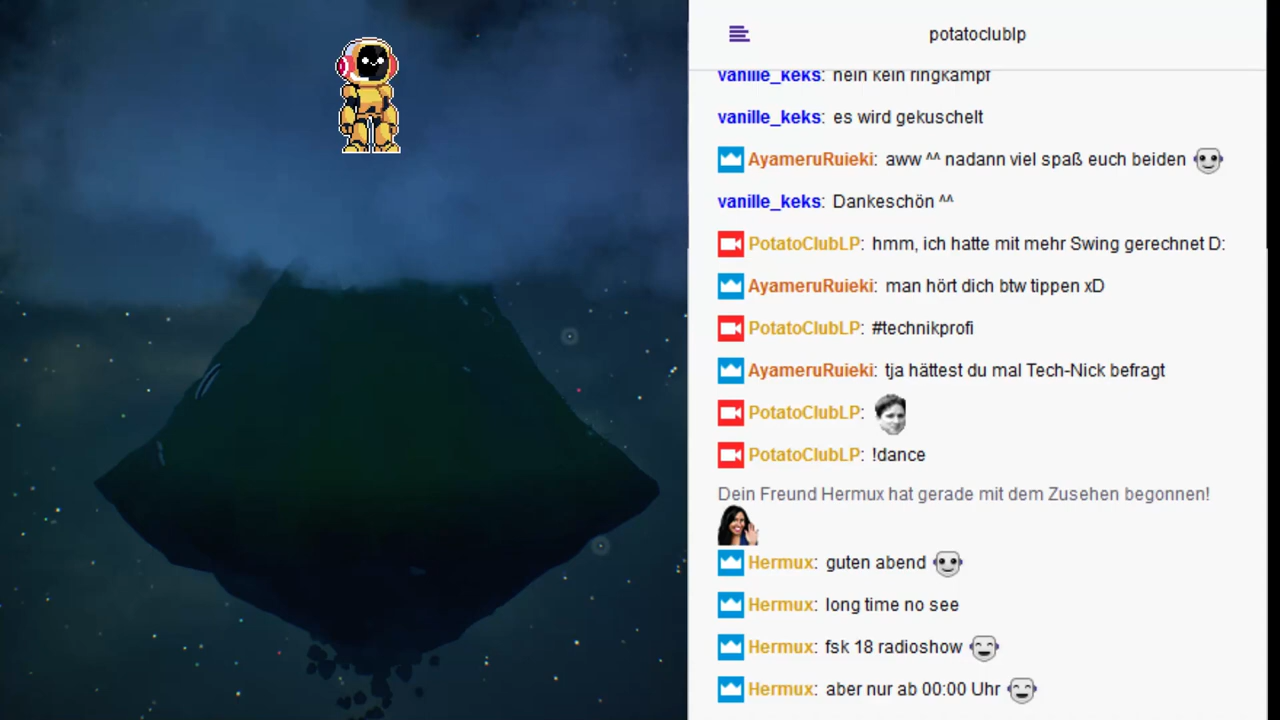 potatoclublp
vanille_keks: nein kein ringkampf
vanille_keks: es wird gekuschelt
AyameruRuieki: aww ^^ nadann viel spaß euch beiden
vanille_keks: Dankeschön ^^
PotatoClubLP: hmm, ich hatte mit mehr Swing gerechnet D:
AyameruRuieki: man hört dich btw tippen xD
PotatoClubLP: #technikprofi
AyameruRuieki: tja hättest du mal Tech-Nick befragt
PotatoClubLP:
PotatoClubLP: !dance
Dein Freund Hermux hat gerade mit dem Zusehen begonnen!
Hermux: guten abend
Hermux: long time no see
Hermux: fsk 18 radioshow
Hermux: aber nur ab 00:00 Uhr